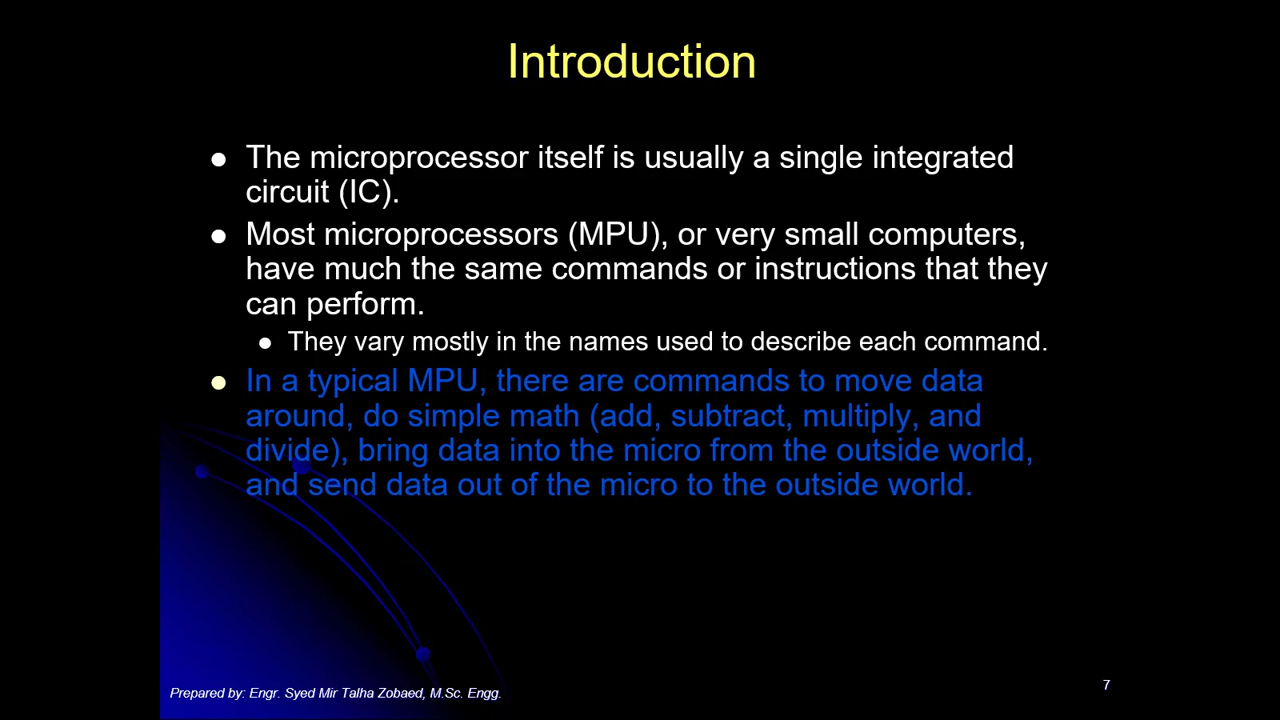 Introduction
● The microprocessor itself is usually a single integrated
circuit (IC).
● Most microprocessors (MPU), or very small computers,
have much the same commands or instructions that they
can perform.
● They vary mostly in the names used to describe each command.
● In a typical MPU, there are commands to move data
around, do simple math (add, subtract, multiply, and
divide), bring data into the micro from the outside world,
and send data out of the micro to the outside world.
Prepared by: Engr. Syed Mir Talha Zobaed, M.Sc. Engg.
7